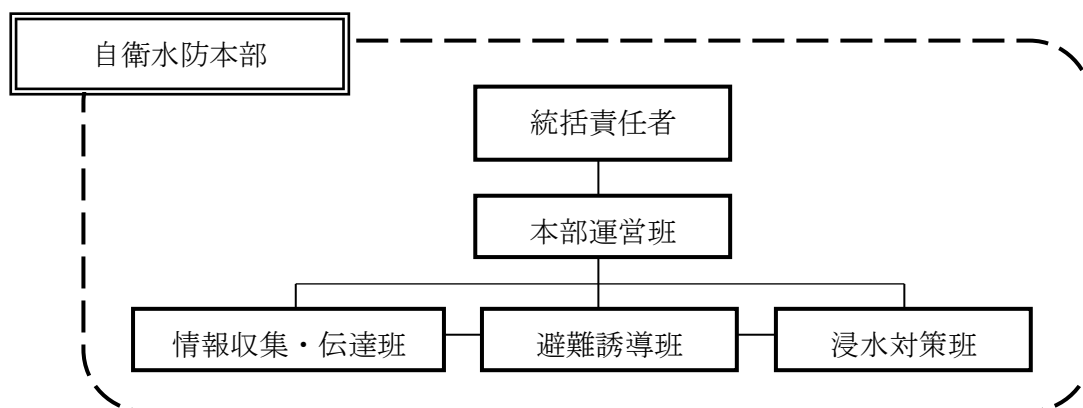 自衛水防本部
統括責任者
本部運営班
情報収集・伝達班
避難誘導班
浸水対策班